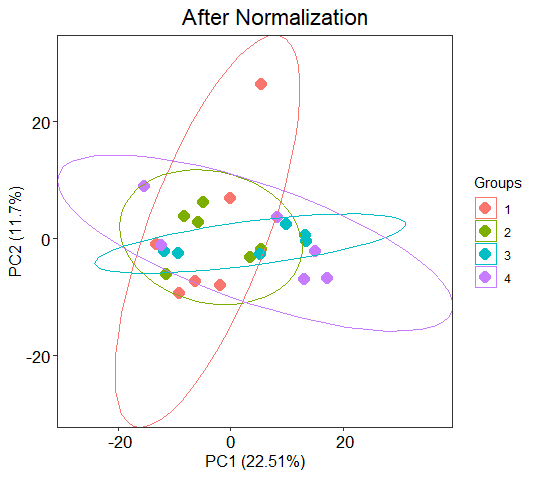 After Normalization
PC2 (11.7%)
20
0
-20
-20
0
20
PC1 (22.51%)
Groups
1
2
3
4